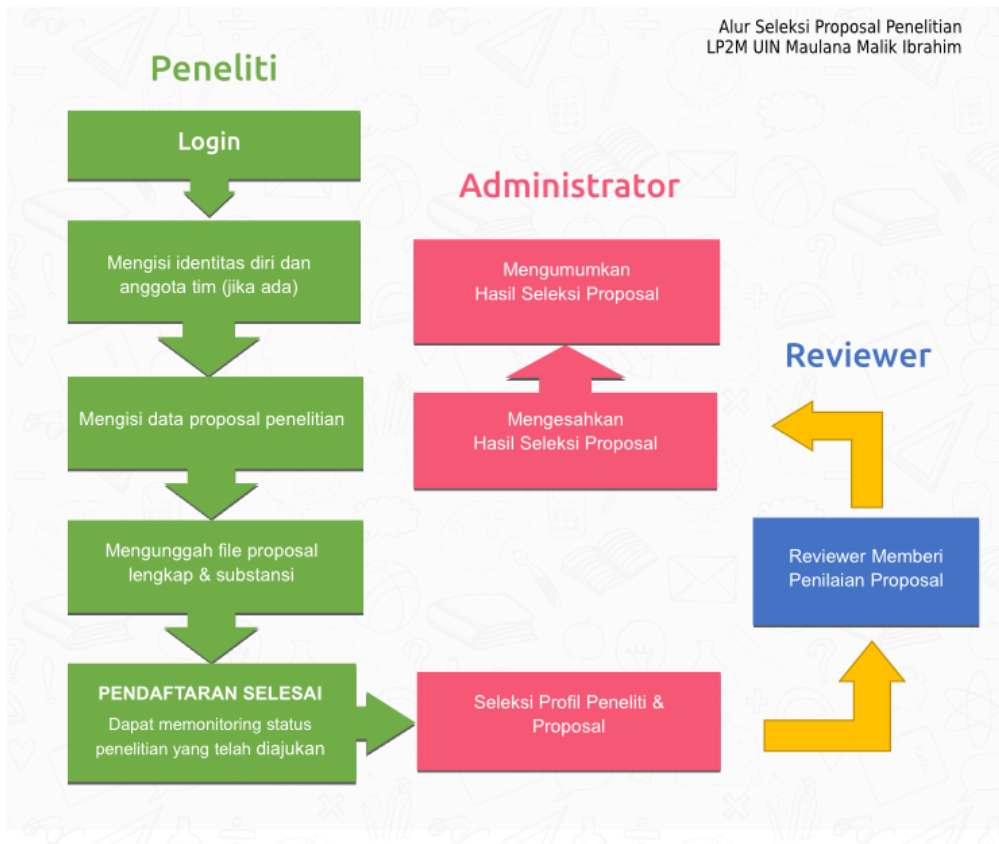 Alur Seleksi Proposal Penelitian
LP2M UIN Maulana Malik Ibrahim
Peneliti
Login
Mengisi identitas diri dan
anggota tim (jika ada)
Mengisi data proposal penelitian
Mengunggah file proposal
lengkap & substansi
PENDAFTARAN SELESAI
Dapat memonitoring status
penelitian yang telah diajukan
Administrator
Mengumumkan
Hasil Seleksi Proposal
Mengesahkan
Hasil Seleksi Proposal
Seleksi Profil Peneliti &
Proposal
Reviewer
Reviewer Memberi
Penilaian Proposal